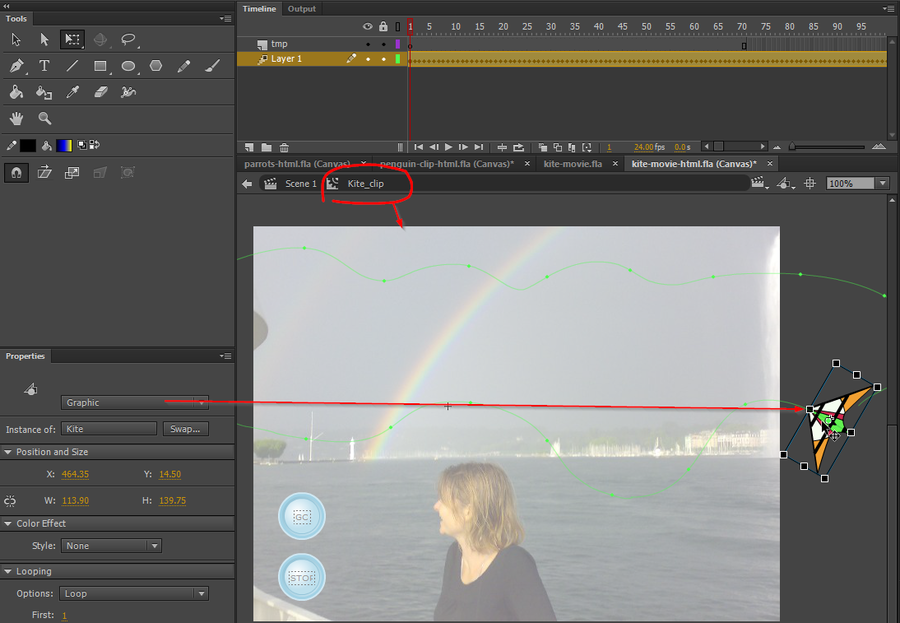 Tools
Timeline Output
1 5 10 15 20 25 30 35 40 45 50 55 60 65 70 75 80 85 90 95
tmp
Layer 1
1 24.00 fps 0.0 s
parrots-html.fla (Canvas) × penguin-clip-html.fla (Canvas)* × kite-movie.fla × kite-movie-html.fla (Canvas)* ×
Scene 1 Kite_clip 100%
Properties
Graphic
Instance of: Kite Swap...
Position and Size
X: 464.35 Y: 14.50
W: 113.90 H: 139.75
Color Effect
Style: None
Looping
Options: Loop
First: 1
GO
STOP